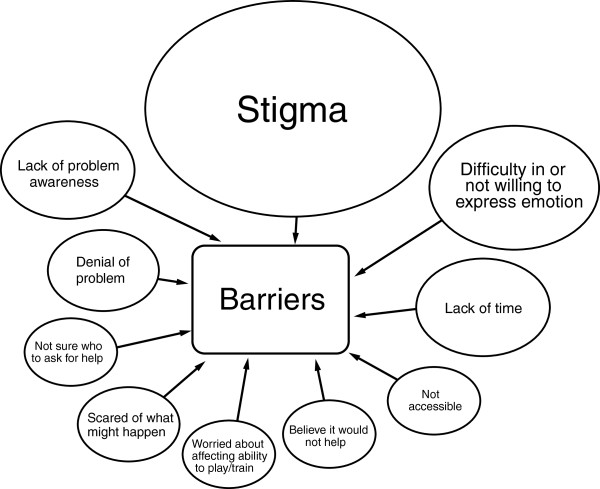 Stigma
Lack of problem
awareness
Difficulty in or
not willing to
express emotion
Denial of
problem
Barriers
Lack of time
Not sure who
to ask for help
Scared of what
might happen
Worried about
affecting ability
to play/train
Believe it would
not help
Not
accessible